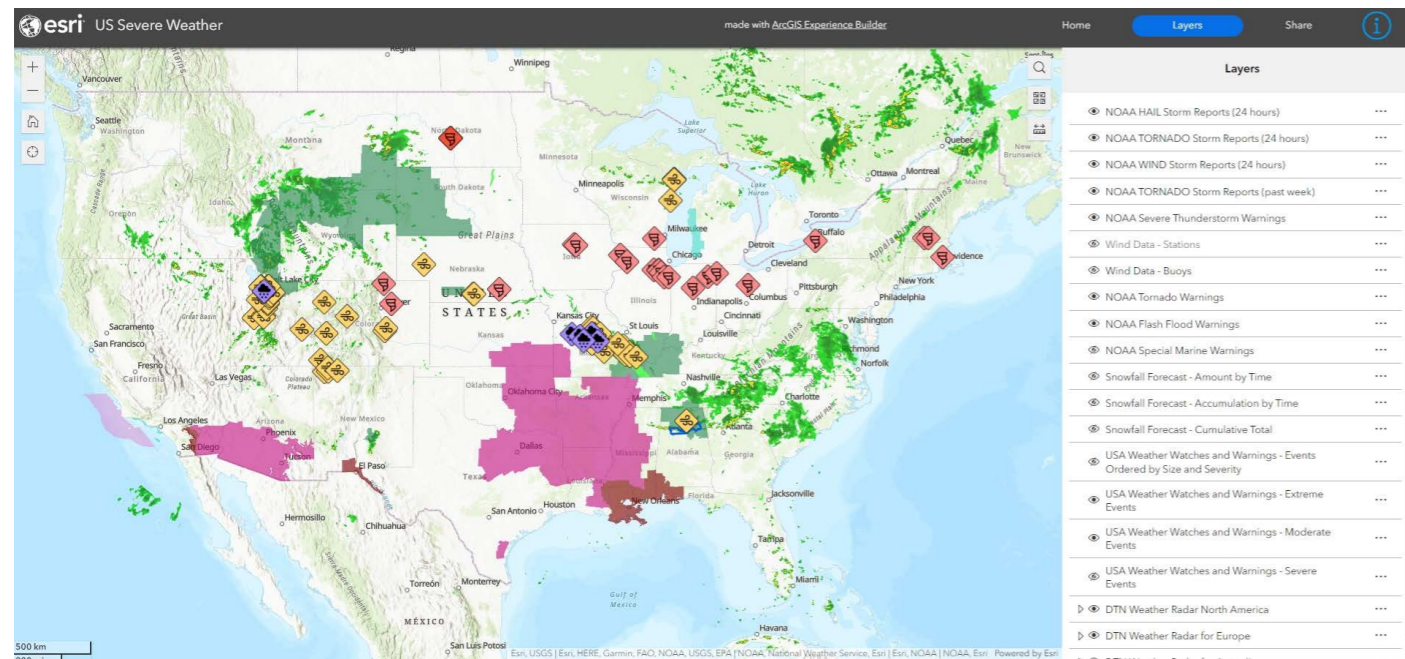 esri US Severe Weather
made with ArcGIS Experience Builder
Home
Layers
Share
Layers
NOAA HAIL Storm Reports (24 hours)
NOAA TORNADO Storm Reports (24 hours)
NOAA WIND Storm Reports (24 hours)
NOAA TORNADO Storm Reports (past week)
NOAA Severe Thunderstorm Warnings
Wind Data - Stations
Wind Data - Buoys
NOAA Tornado Warnings
NOAA Flash Flood Warnings
NOAA Special Marine Warnings
Snowfall Forecast - Amount by Time
Snowfall Forecast - Accumulation by Time
Snowfall Forecast - Cumulative Total
USA Weather Watches and Warnings - Events
Ordered by Size and Severity
USA Weather Watches and Warnings - Extreme
Events
USA Weather Watches and Warnings - Moderate
Events
USA Weather Watches and Warnings - Severe
Events
DTN Weather Radar North America
DTN Weather Radar for Europe
Winnipeg
Vancouver
Seattle
Washington
Montana
Lake
Superior
Quebec
New
Brunswick
Minnesota
Ottawa
Montreal
Maine
Minneapolis
South Dakota
Wisconsin
Lake
Huron
Oregon
Idaho
Cascade Range
Toronto
Wyoming
Great Plains
Milwaukee
Detroit
Appalachian Mountains
Chicago
Cleveland
Nebraska
New York
Illinois
Indianapolis
Columbus
Pittsburgh
Philadelphia
Great Basin
STATES
Kansas City
St Louis
Cincinnati
Washington
Sacramento
San Francisco
Kansas
Louisville
Kentucky
Norfolk
Fresno
California
Las Vegas
Colorado
Plateau
Nashville
Oklahoma City
Memphis
Charlotte
Los Angeles
Arizona
New Mexico
Phoenix
Atlanta
San Diego
Tucson
Dallas
Mississippi
Alabama
Georgia
El Paso
New Orleans
Florida
Jacksonville
San Antonio
Houston
Hermosillo
Chihuahua
Tampa
Miami
Torreón
Monterrey
Gulf of
Mexico
MÉXICO
Havana
San Luis Potosi
500 km
Esri, USGS | Esri, HERE, Garmin, FAO, NOAA, USGS, EPA | NOAA, National Weather Service, Esri | Esri, NOAA | NOAA, Esri
Powered by Esri